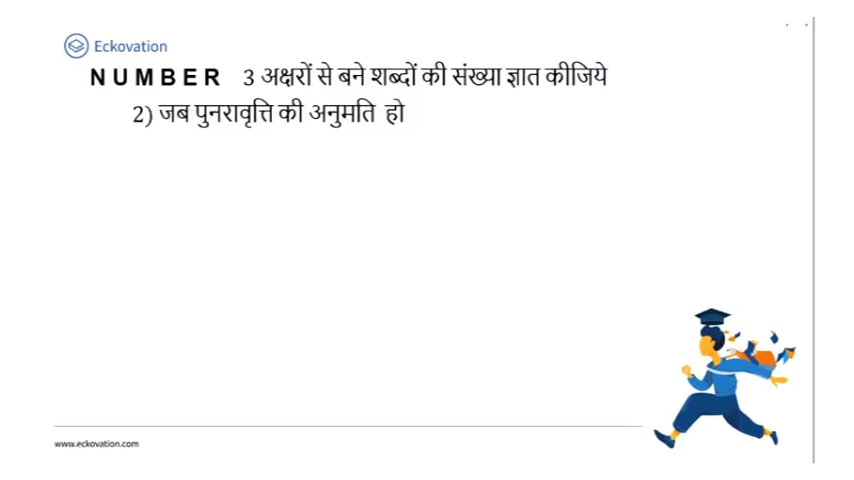 Eckovation
N U M B E R 3 अक्षरों से बने शब्दों की संख्या ज्ञात कीजिये
2) जब पुनरावृत्ति की अनुमति हो
www.eckovation.com